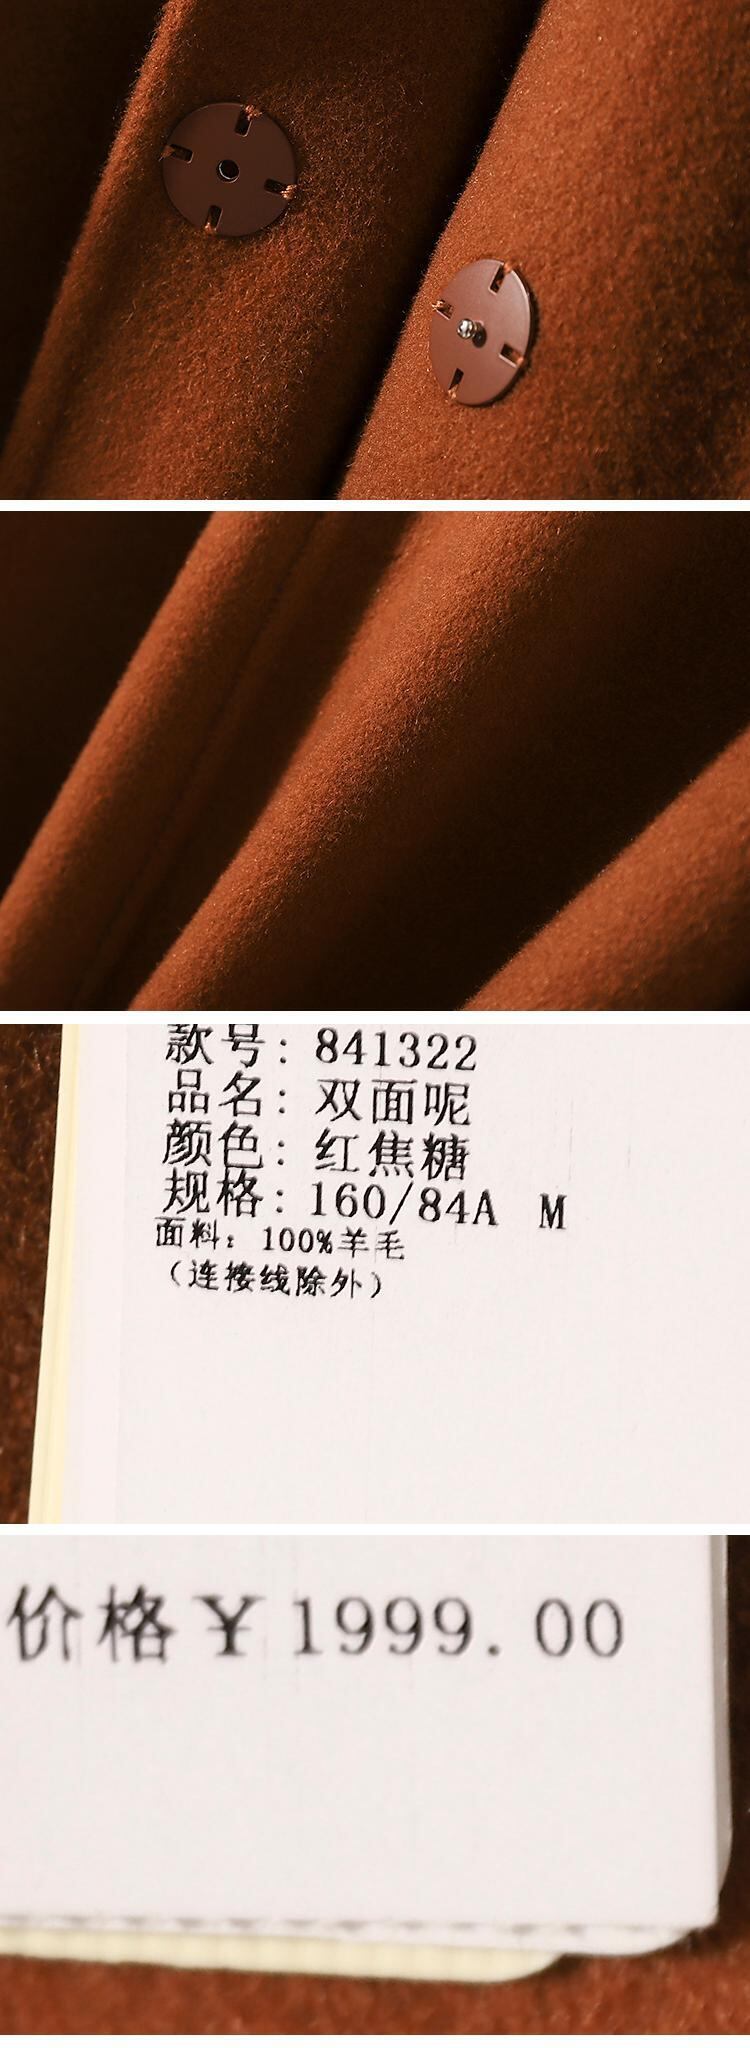 款号: 841322
品名: 双面呢
颜色: 红焦糖
规格: 160/84A M
面料: 100%羊毛
(连接线除外)
价格¥1999.00